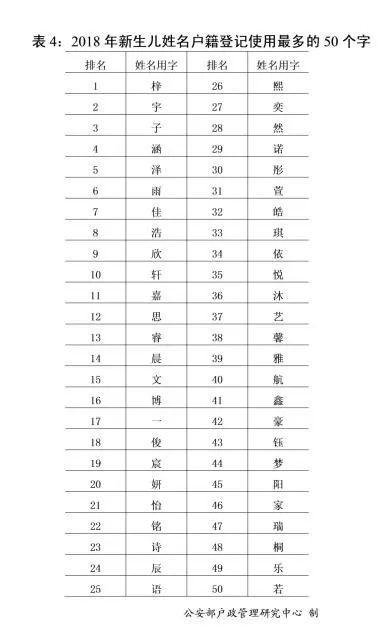 表 4：2018 年新生儿姓名户籍登记使用最多的 50 个字
排名 姓名用字 排名 姓名用字
1 梓 26 熙
2 宇 27 奕
3 子 28 然
4 涵 29 诺
5 泽 30 彤
6 雨 31 萱
7 佳 32 皓
8 浩 33 琪
9 欣 34 依
10 轩 35 悦
11 嘉 36 沐
12 思 37 艺
13 睿 38 馨
14 晨 39 雅
15 文 40 航
16 博 41 鑫
17 一 42 豪
18 俊 43 钰
19 宸 44 梦
20 妍 45 阳
21 怡 46 家
22 铭 47 瑞
23 诗 48 桐
24 辰 49 乐
25 语 50 若
公安部户政管理研究中心 制